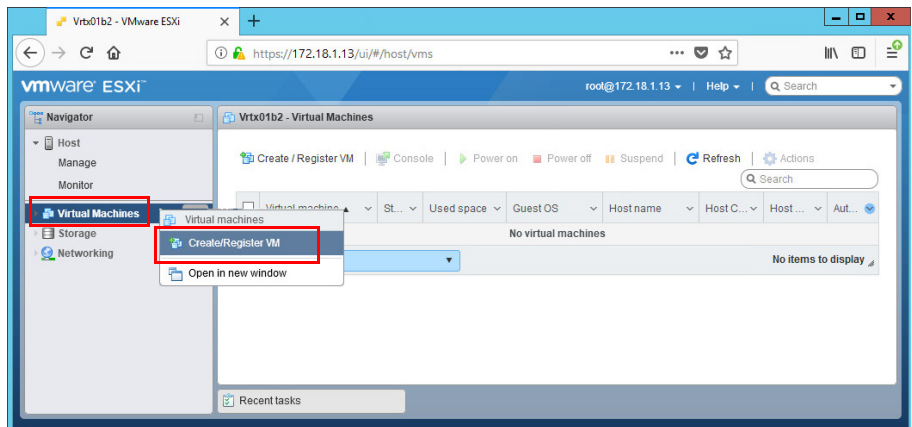 Vrtx01b2 - VMware ESXi
https://172.18.1.13/ui/#/host/vms
vmware ESXi™
root@172.18.1.13 | Help | Search
Navigator
Vrtx01b2 - Virtual Machines
Host
Manage
Monitor
Virtual Machines
Storage
Networking
Create / Register VM | Console | Power on Power off Suspend | Refresh | Actions
Search
Virtual machine St... Used space Guest OS Host name Host C... Host ... Aut...
No virtual machines
No items to display
Virtual machines
Create/Register VM
Open in new window
Recent tasks